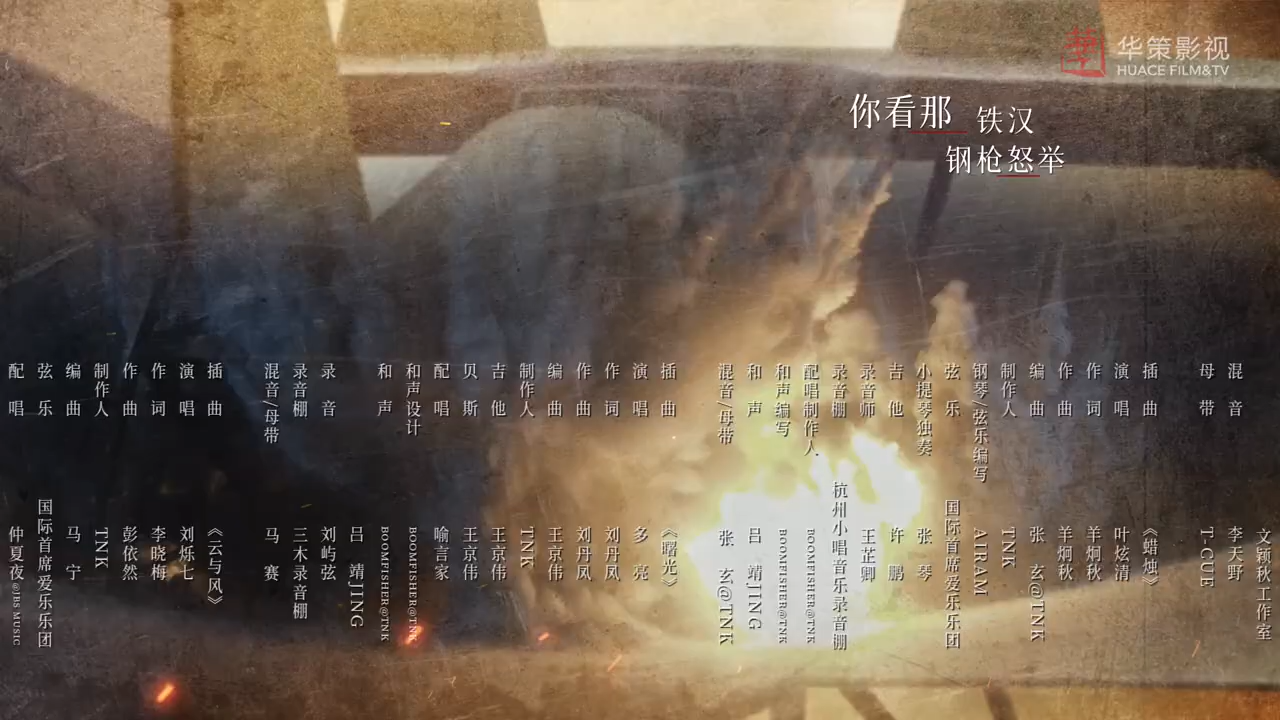 华策影视
HUACE FILM&TV
你看那 铁汉
钢枪怒举
文颖秋工作室
混音 李天野
母带 T-CUE
插曲 《蜡烛》
演唱 叶炫清
作词 羊炯秋
作曲 羊炯秋
编曲 张玄@TNK
制作人 TNK
钢琴/弦乐编写 AIRAM
弦乐 国际首席爱乐乐团
小提琴独奏 张琴
吉他 许鹏
录音师 王芷卿
录音棚 杭州小唱音乐录音棚
配唱制作人 BOOMFISHER@TNK
和声编写 BOOMFISHER@TNK
和声 吕靖JING
混音/母带 张玄@TNK
插曲 《曙光》
演唱 多亮
作词 刘丹凤
作曲 刘丹凤
编曲 王京伟
制作人 TNK
吉他 王京伟
贝斯 王京伟
配唱 喻言家
和声设计 BOOMFISHER@TNK
和声 BOOMFISHER@TNK
吕靖JING
录音 刘屿弦
录音棚 三木录音棚
混音/母带 马赛
插曲 《云与风》
演唱 刘烁七
作词 李晓梅
作曲 彭依然
制作人 TNK
编曲 马宁
弦乐 国际首席爱乐乐团
配唱 仲夏夜@BS MUSIC